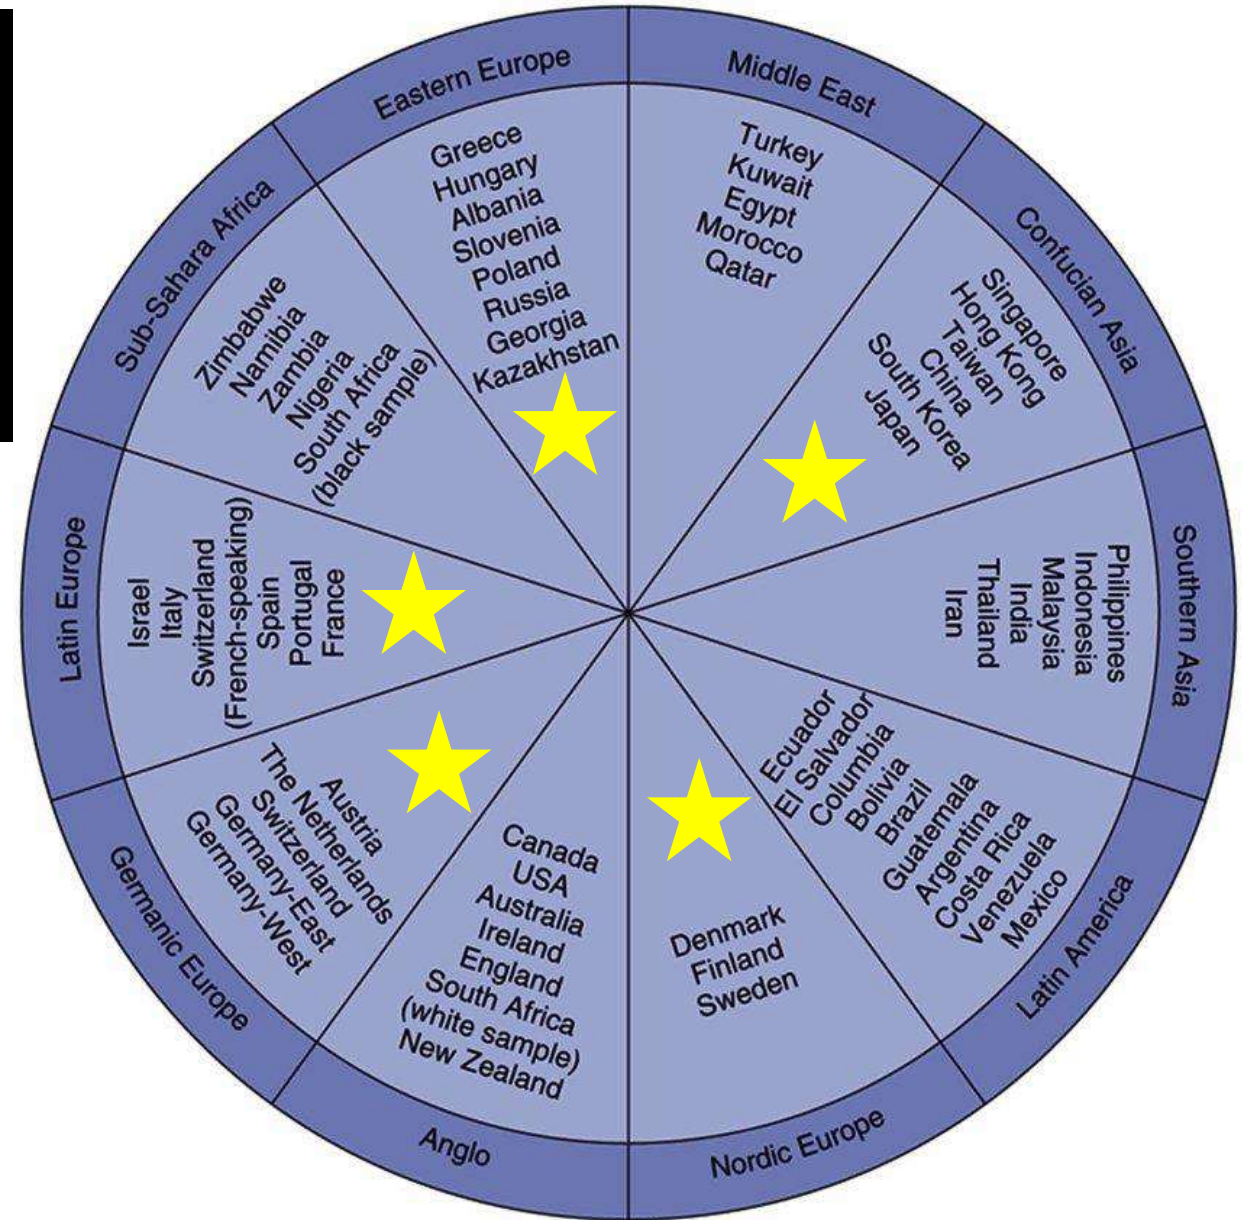 Eastern Europe
Greece
Hungary
Albania
Slovenia
Poland
Russia
Georgia
Kazakhstan
Middle East
Turkey
Kuwait
Egypt
Morocco
Qatar
Confucian Asia
Singapore
Hong Kong
Taiwan
China
South Korea
Japan
Southern Asia
Philippines
Indonesia
Malaysia
India
Thailand
Iran
Latin America
Ecuador
El Salvador
Columbia
Bolivia
Brazil
Guatemala
Argentina
Costa Rica
Venezuela
Mexico
Nordic Europe
Denmark
Finland
Sweden
Anglo
Canada
USA
Australia
Ireland
England
South Africa
(white sample)
New Zealand
Germanic Europe
Austria
The Netherlands
Switzerland
Germany-East
Germany-West
Latin Europe
Israel
Italy
Switzerland
(French-speaking)
Spain
Portugal
France
Sub-Sahara Africa
Zimbabwe
Namibia
Zambia
Nigeria
South Africa
(black sample)